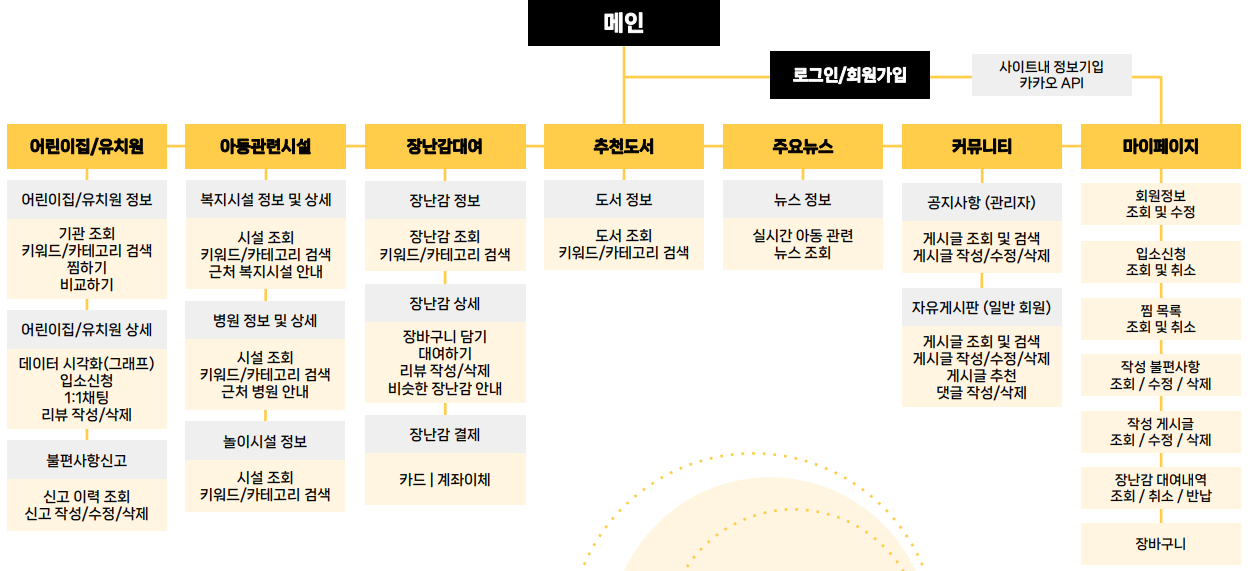 메인
로그인/회원가입
사이트내 정보기입
카카오 API
어린이집/유치원
어린이집/유치원 정보
기관 조회
키워드/카테고리 검색
찜하기
비교하기
어린이집/유치원 상세
데이터 시각화(그래프)
입소신청
1:1채팅
리뷰 작성/삭제
불편사항신고
신고 이력 조회
신고 작성/수정/삭제
아동관련시설
복지시설 정보 및 상세
시설 조회
키워드/카테고리 검색
근처 복지시설 안내
병원 정보 및 상세
시설 조회
키워드/카테고리 검색
근처 병원 안내
놀이시설 정보
시설 조회
키워드/카테고리 검색
장난감대여
장난감 정보
장난감 조회
키워드/카테고리 검색
장난감 상세
장바구니 담기
대여하기
리뷰 작성/삭제
비슷한 장난감 안내
장난감 결제
카드 | 계좌이체
추천도서
도서 정보
도서 조회
키워드/카테고리 검색
주요뉴스
뉴스 정보
실시간 아동 관련
뉴스 조회
커뮤니티
공지사항 (관리자)
게시글 조회 및 검색
게시글 작성/수정/삭제
자유게시판 (일반 회원)
게시글 조회 및 검색
게시글 작성/수정/삭제
게시글 추천
댓글 작성/삭제
마이페이지
회원정보
조회 및 수정
입소신청
조회 및 취소
찜 목록
조회 및 취소
작성 불편사항
조회 / 수정 / 삭제
작성 게시글
조회 / 수정 / 삭제
장난감 대여내역
조회 / 취소 / 반납
장바구니